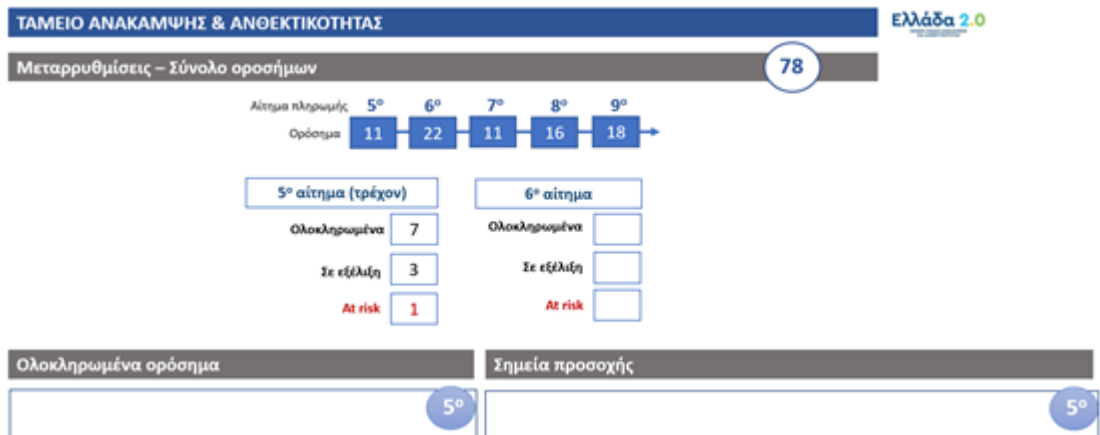 ΤΑΜΕΙΟ ΑΝΑΚΑΜΨΗΣ & ΑΝΘΕΚΤΙΚΟΤΗΤΑΣ
Ελλάδα 2.0
Μεταρρυθμίσεις – Σύνολο οροσήμων 78
Αίτημα πληρωμής 5ο 6ο 7ο 8ο 9ο
Ορόσημα 11 22 11 16 18
5ο αίτημα (τρέχον) 6ο αίτημα
Ολοκληρωμένα 7 Ολοκληρωμένα
Σε εξέλιξη 3 Σε εξέλιξη
At risk 1 At risk
Ολοκληρωμένα ορόσημα Σημεία προσοχής
5ο 5ο